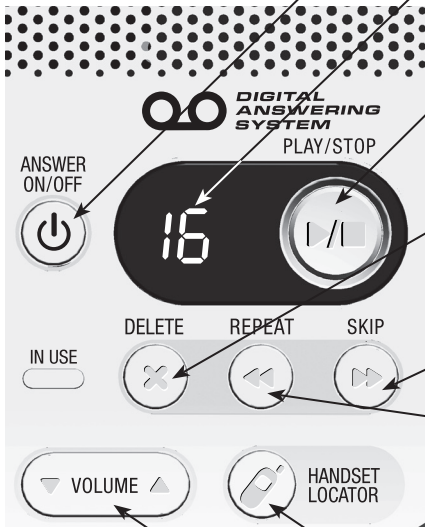 DIGITAL
ANSWERING
SYSTEM
PLAY/STOP
ANSWER
ON/OFF
16
DELETE REPEAT SKIP
IN USE
VOLUME
HANDSET
LOCATOR